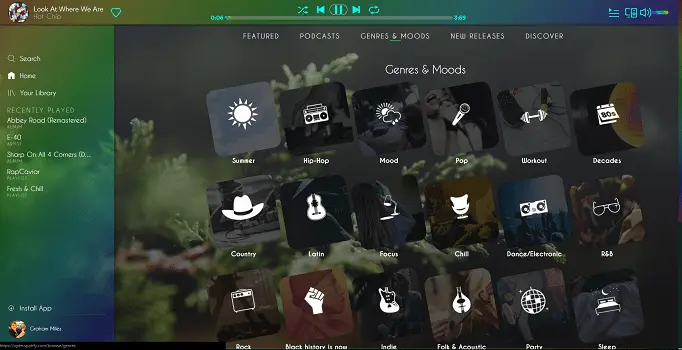 Look At Where We Are
Hot Chip
0:06
3:59
FEATURED PODCASTS GENRES & MOODS NEW RELEASES DISCOVER
Search
Home
Your Library
RECENTLY PLAYED
Abbey Road (Remastered)
ALBUM
E-40
ARTIST
Sharp On All 4 Corners (D...
ALBUM
RapCaviar
PLAYLIST
Fresh & Chill
PLAYLIST
Install App
Graham Miles
https://open.spotify.com/browse/genres
Genres & Moods
Summer Hip-Hop Mood Pop Workout Decades
80s
Country Latin Focus Chill Dance/Electronic R&B
Rock Black history is now Indie Folk & Acoustic Party Sleep